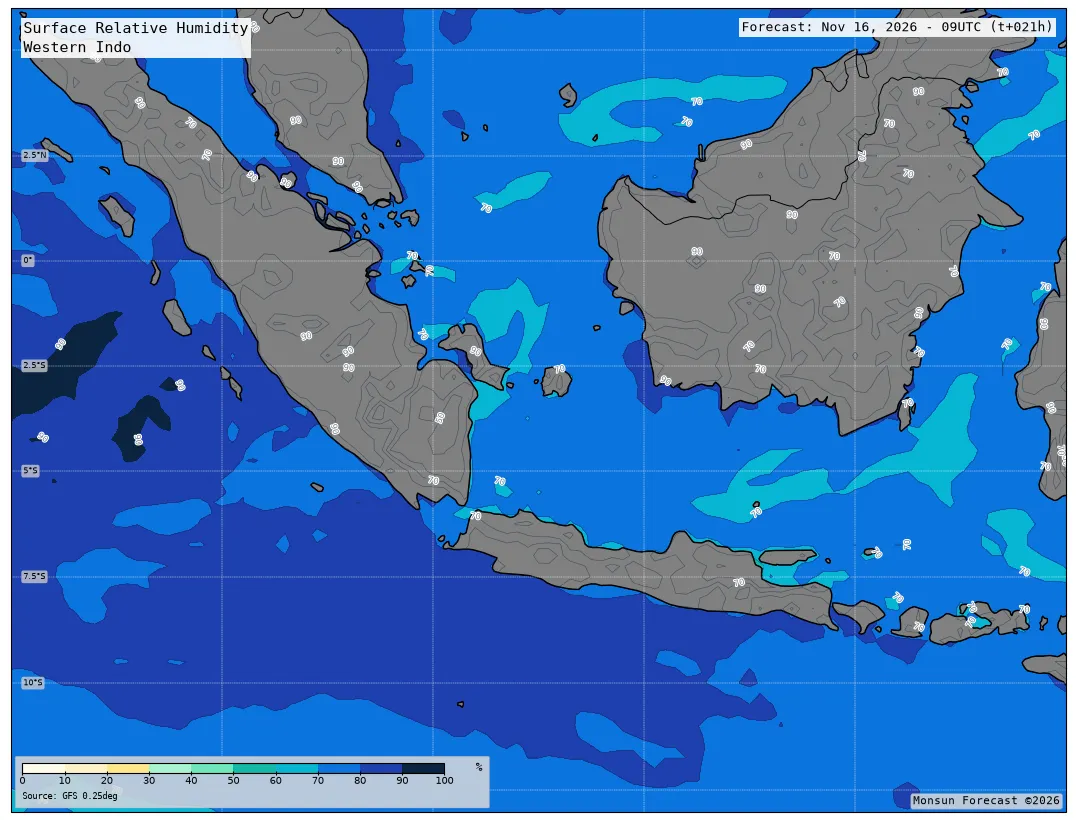 Surface Relative Humidity
Western Indo
Forecast: Nov 16, 2026 - 09UTC (t+021h)
2.5°N
0°
2.5°S
5°S
7.5°S
10°S
0 10 20 30 40 50 60 70 80 90 100
%
Source: GFS 0.25deg
Monsun Forecast ©2026